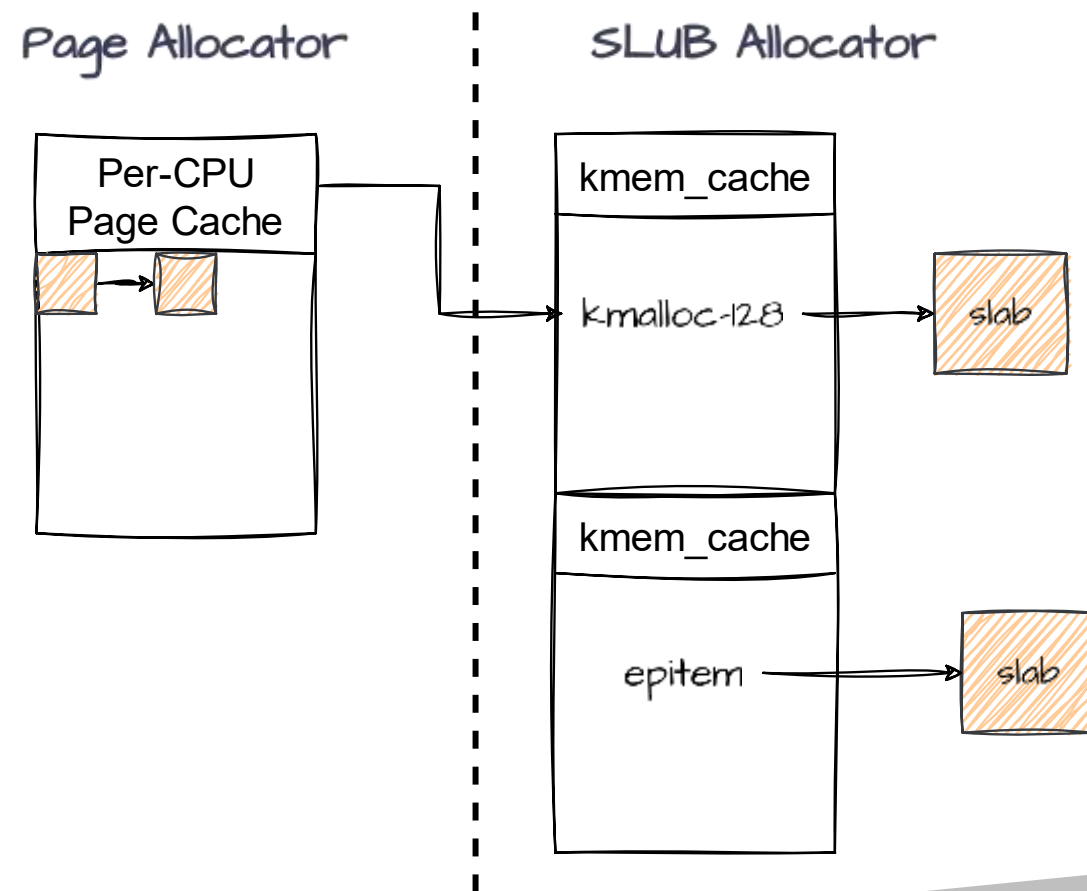 Page Allocator
SLUB Allocator
Per-CPU
Page Cache
kmem_cache
kmalloc-128
slab
kmem_cache
epitem
slab